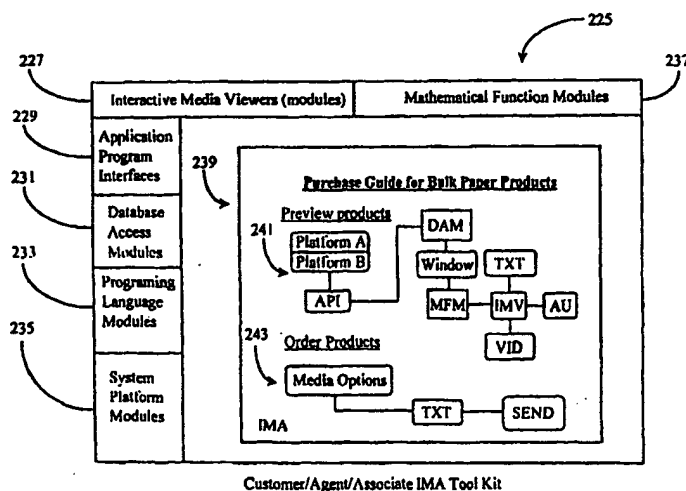 225
227
237
Interactive Media Viewers (modules)
Mathematical Function Modules
229
Application
Program
Interfaces
231
Database
Access
Modules
233
Programing
Language
Modules
235
System
Platform
Modules
239
Purchase Guide for Bulk Paper Products
Preview products
241
Platform A
Platform B
API
DAM
Window
TXT
MFM
IMV
AU
VID
Order Products
243
Media Options
TXT
SEND
IMA
Customer/Agent/Associate IMA Tool Kit